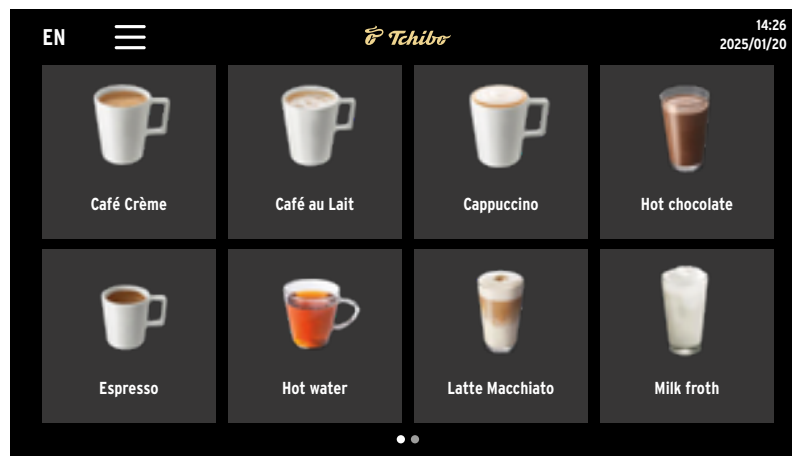 EN
Tchibo
14:26
2025/01/20
Café Crème
Café au Lait
Cappuccino
Hot chocolate
Espresso
Hot water
Latte Macchiato
Milk froth